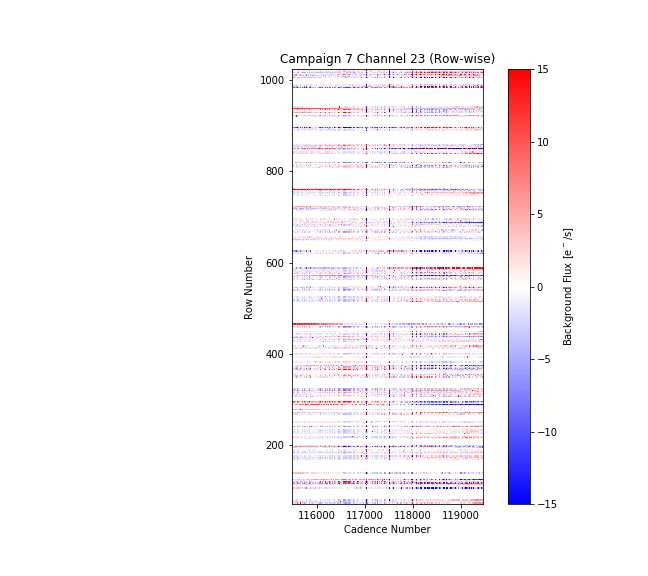 Campaign 7 Channel 23 (Row-wise)
1000
800
600
400
200
Row Number
116000 117000 118000 119000
Cadence Number
15
10
5
0
−5
−10
−15
Background Flux [e⁻/s]